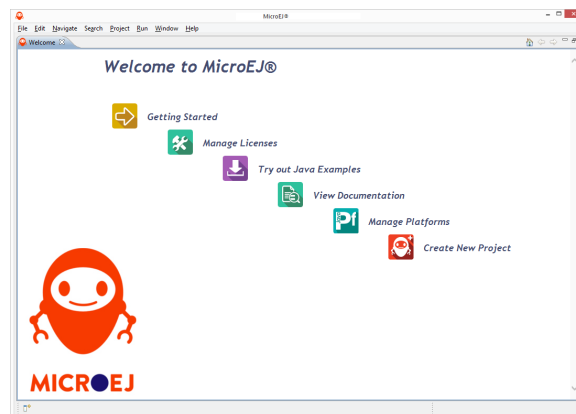 MicroEJ®
File Edit Navigate Search Project Run Window Help
Welcome
Welcome to MicroEJ®
Getting Started
Manage Licenses
Try out Java Examples
View Documentation
Pf Manage Platforms
Create New Project
MICROEJ